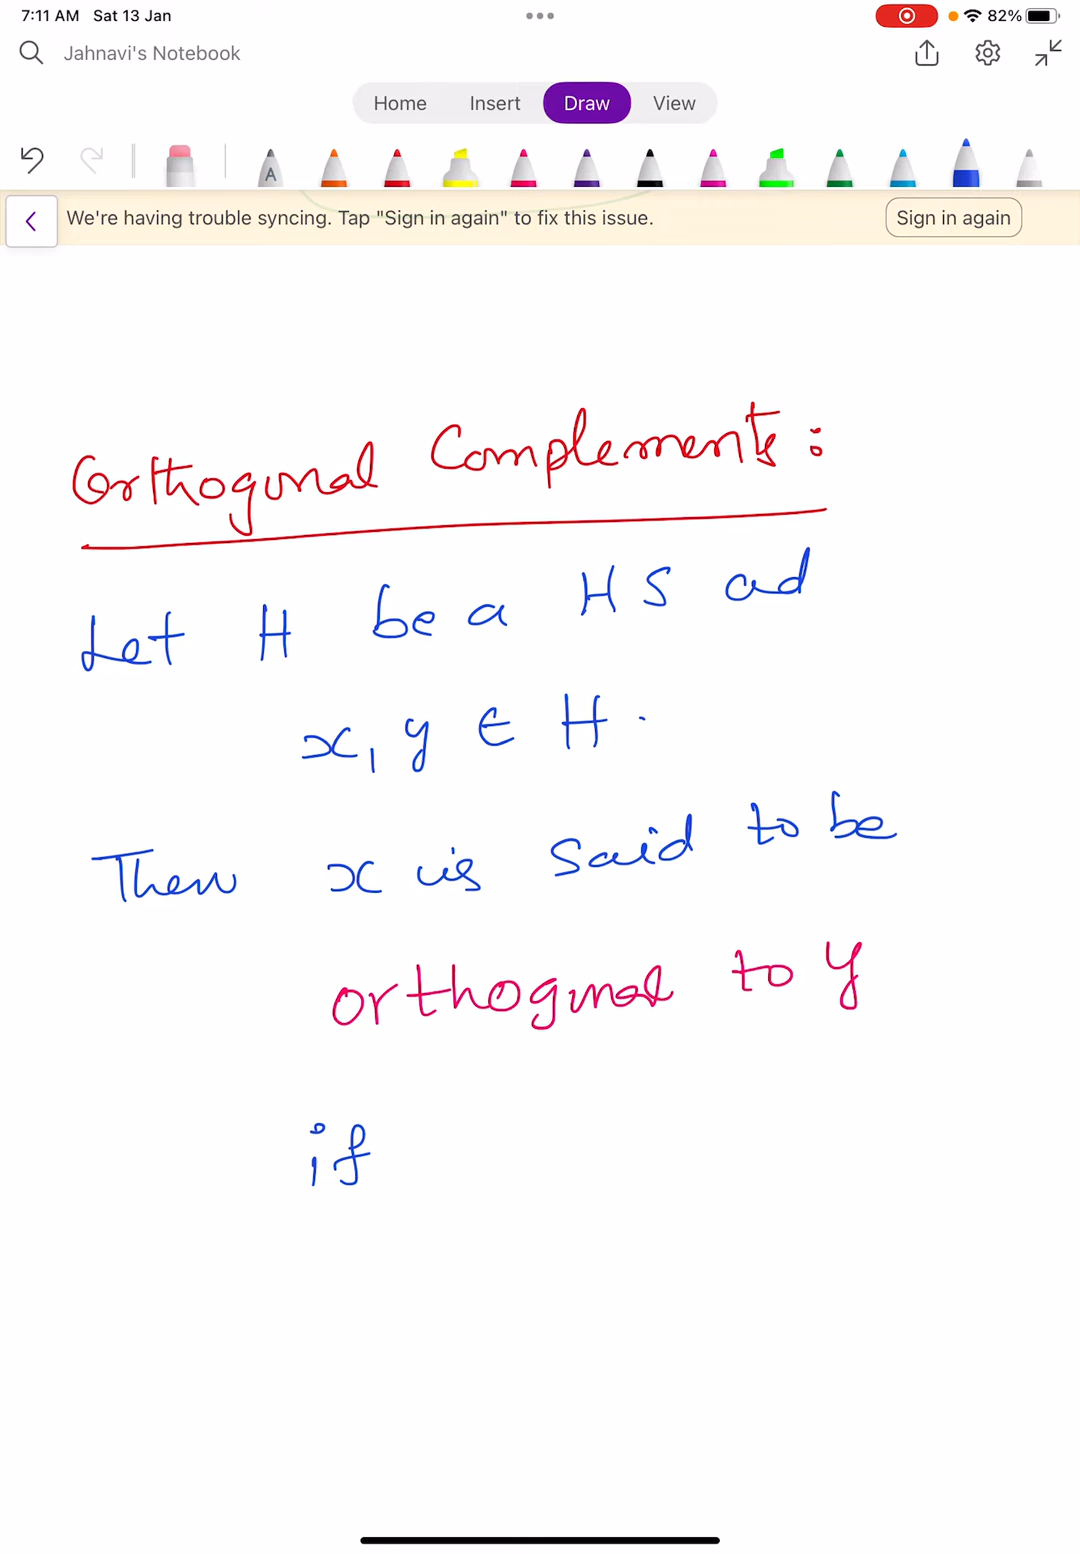 7:11 AM Sat 13 Jan
82%
Jahnavi's Notebook
Home Insert Draw View
A
We're having trouble syncing. Tap "Sign in again" to fix this issue. Sign in again
Orthogonal Complements :
Let H be a HS ad
x, y ∈ H .
Then x is said to be
orthogonal to y
if